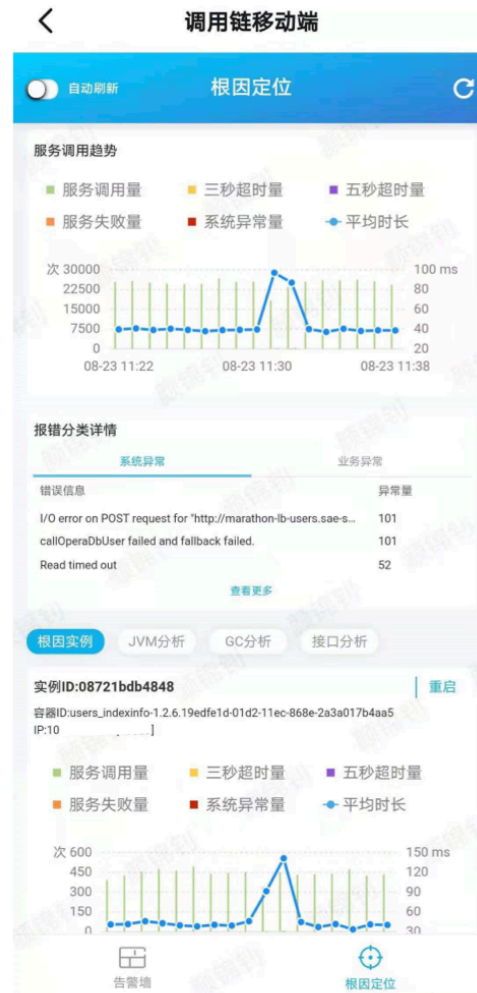 调用链移动端
自动刷新
根因定位
服务调用趋势
服务调用量 三秒超时量 五秒超时量
服务失败量 系统异常量 平均时长
次 30000 100 ms
22500 80
15000 60
7500 40
0 20
08-23 11:22 08-23 11:30 08-23 11:38
报错分类详情
系统异常 业务异常
错误信息 异常量
I/O error on POST request for "http://marathon-lb-users.sae-s... 101
callOperaDbUser failed and fallback failed. 101
Read timed out 52
查看更多
根因实例 JVM分析 GC分析 接口分析
实例ID:08721bdb4848 重启
容器ID:users_indexinfo-1.2.6.19edfe1d-01d2-11ec-868e-2a3a017b4aa5
IP:10
服务调用量 三秒超时量 五秒超时量
服务失败量 系统异常量 平均时长
次 600 150 ms
450 120
300 90
150 60
0 30
告警墙 根因定位